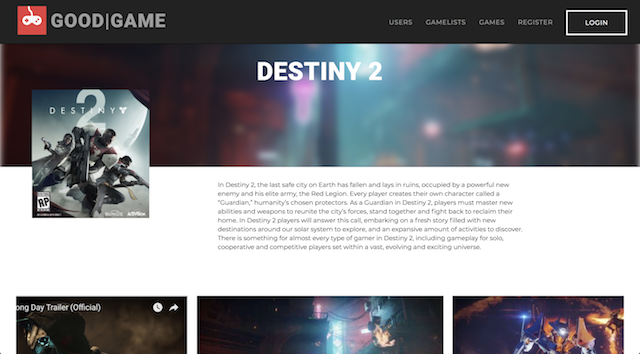 GOOD|GAME
USERS GAMELISTS GAMES REGISTER LOGIN
DESTINY 2
DESTINY
2
RP
BUNGIE ACTIVISION
In Destiny 2, the last safe city on Earth has fallen and lays in ruins, occupied by a powerful new
enemy and his elite army, the Red Legion. Every player creates their own character called a
“Guardian,” humanity’s chosen protectors. As a Guardian in Destiny 2, players must master new
abilities and weapons to reunite the city’s forces, stand together and fight back to reclaim their
home. In Destiny 2 players will answer this call, embarking on a fresh story filled with new
destinations around our solar system to explore, and an expansive amount of activities to discover.
There is something for almost every type of gamer in Destiny 2, including gameplay for solo,
cooperative and competitive players set within a vast, evolving and exciting universe.
ong Day Trailer (Official)